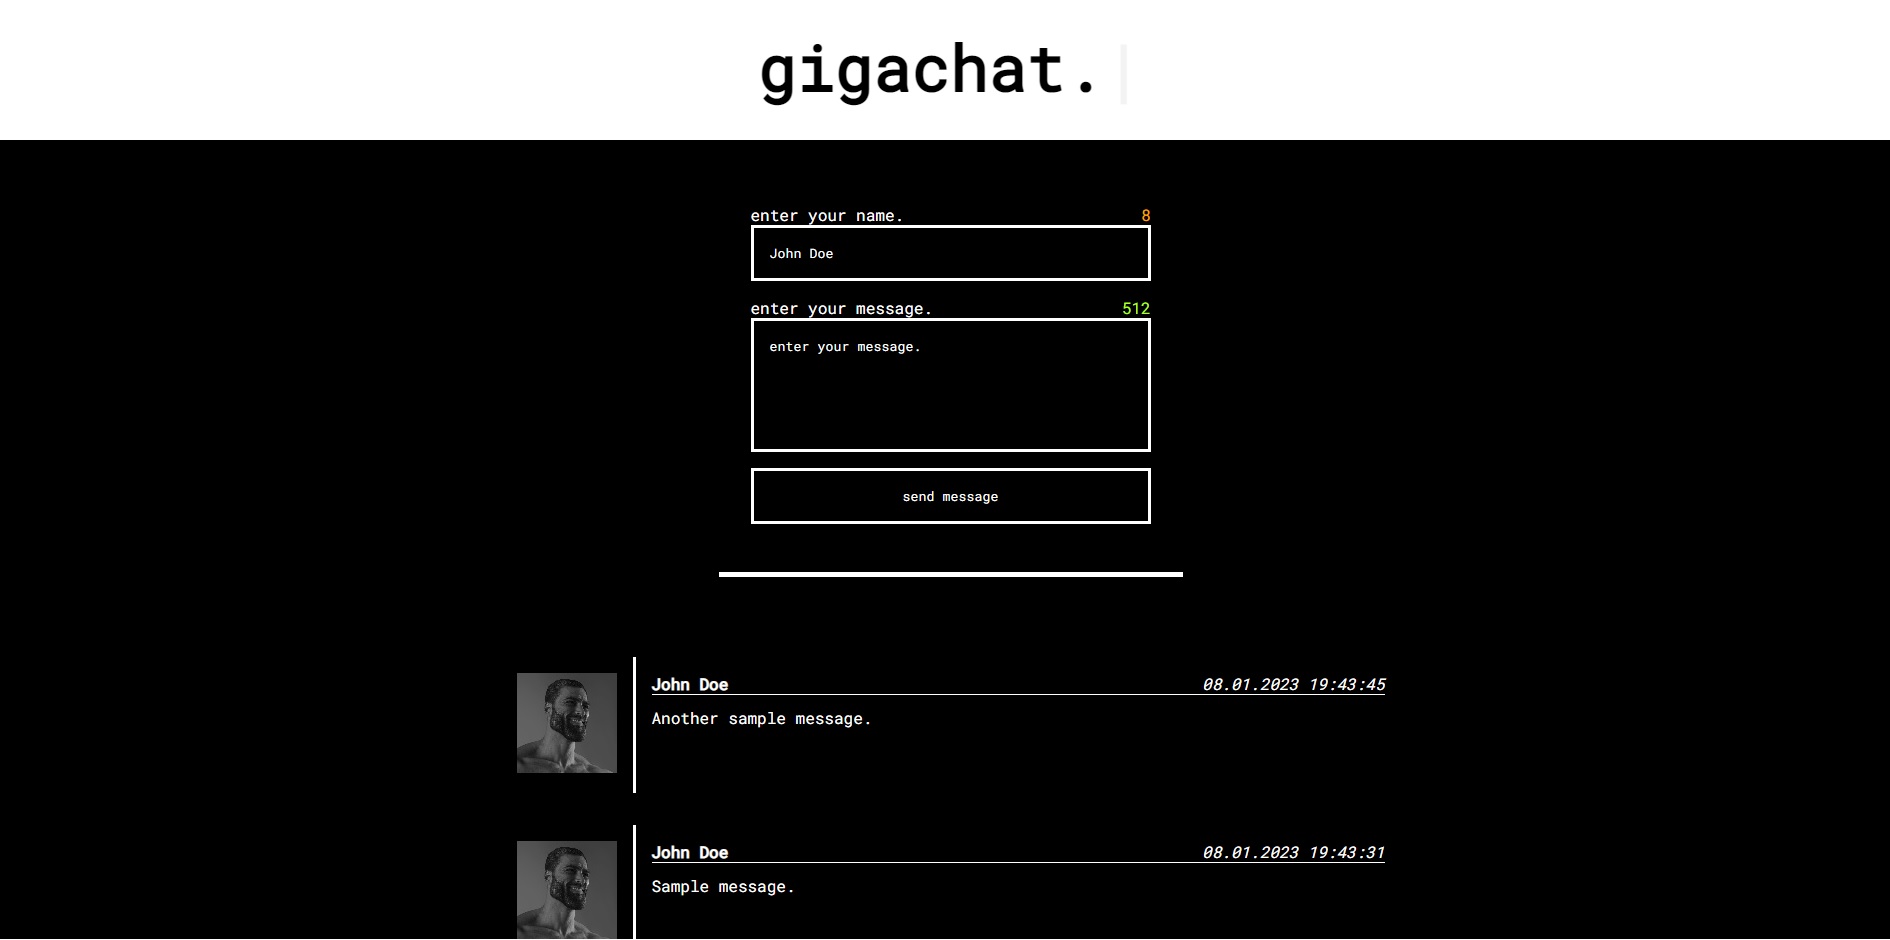 gigachat.
enter your name. 8
John Doe
enter your message. 512
enter your message.
send message
John Doe 08.01.2023 19:43:45
Another sample message.
John Doe 08.01.2023 19:43:31
Sample message.